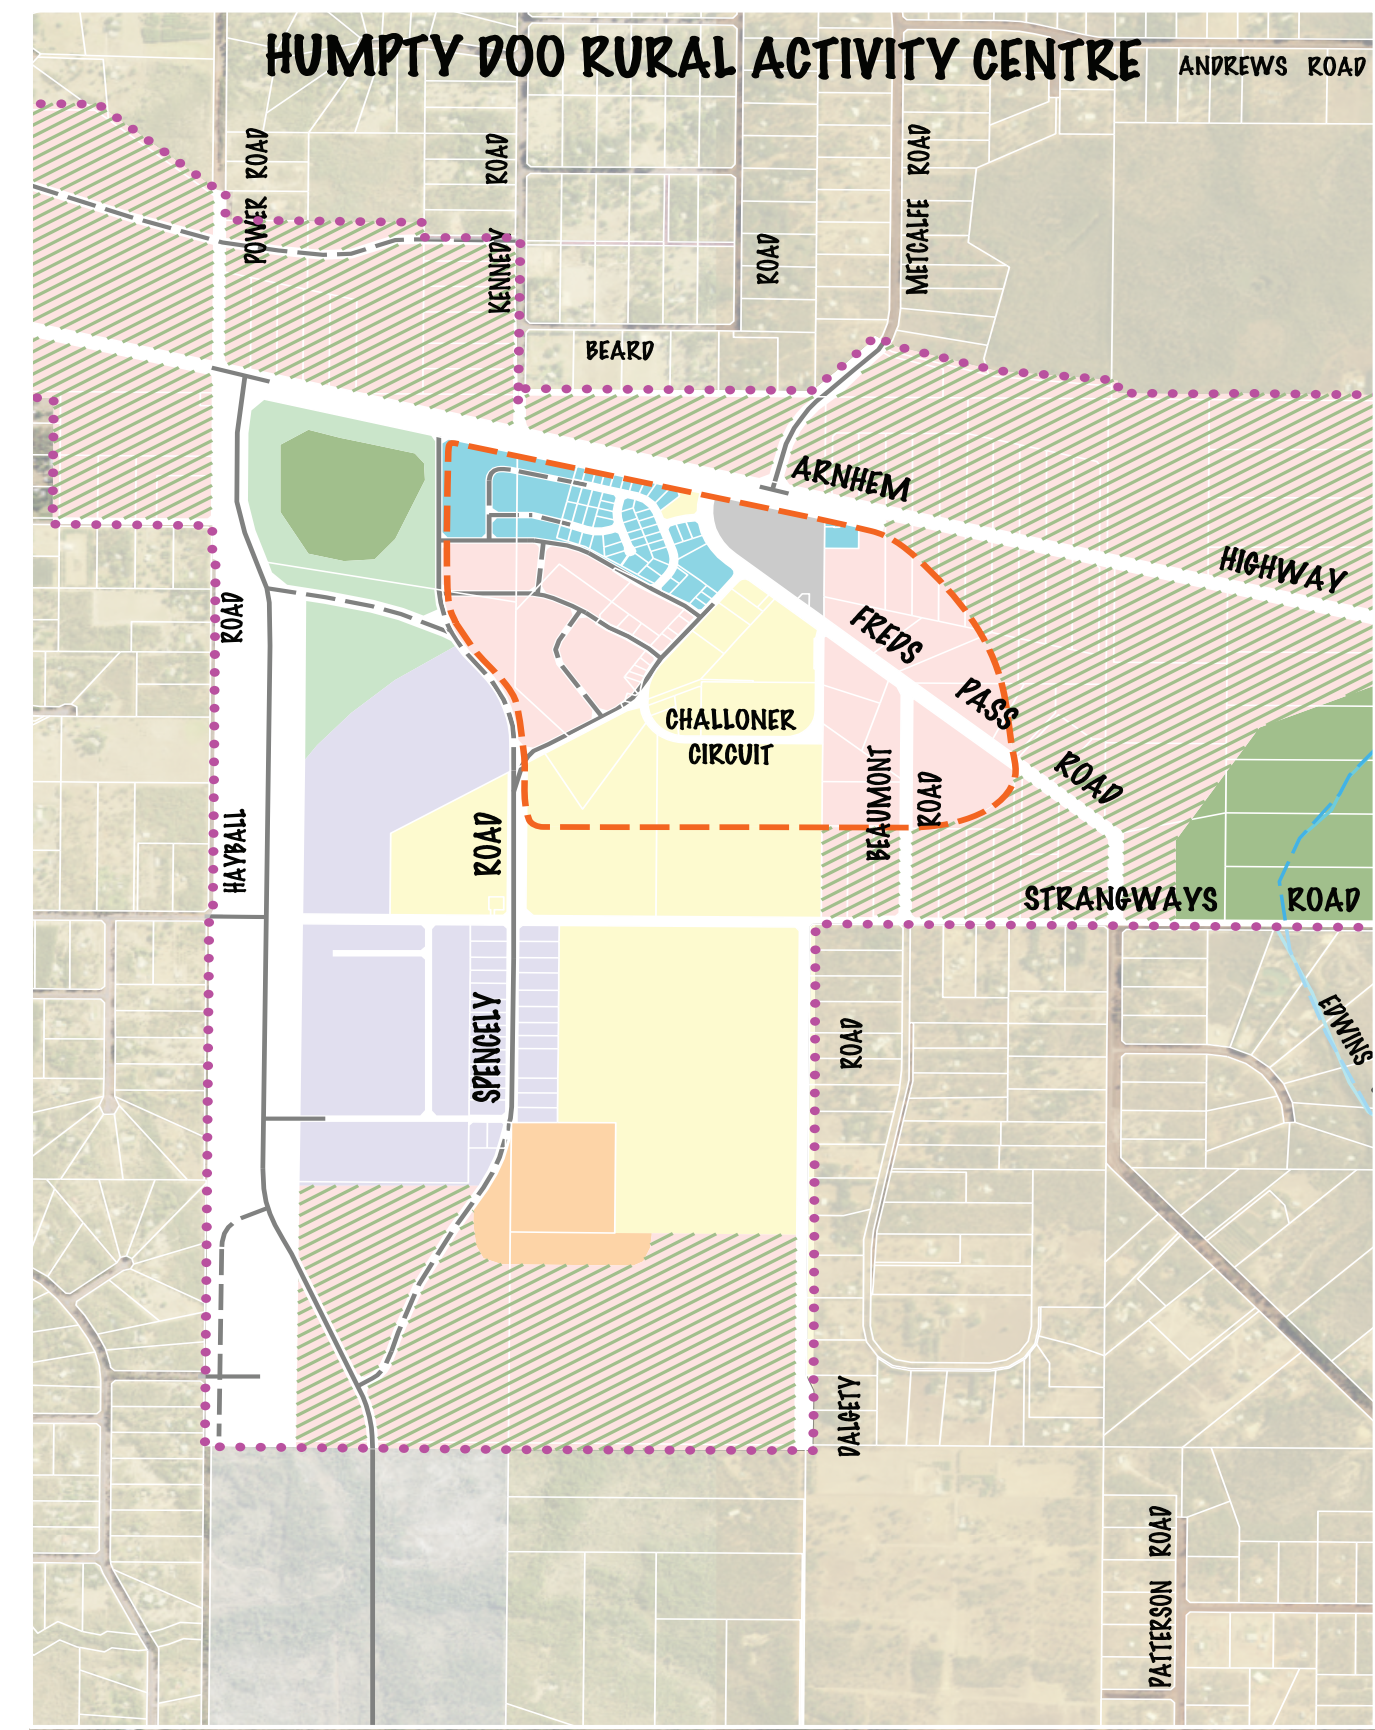 HUMPTY DOO RURAL ACTIVITY CENTRE
ANDREWS ROAD
POWER ROAD
KENNEDY ROAD
ROAD
METCALFE ROAD
BEARD
ARNHEM
HIGHWAY
ROAD
HAYBALL
FREDS
PASS
ROAD
CHALLONER
CIRCUIT
BEAUMONT
ROAD
ROAD
SPENCELY
STRANGWAYS ROAD
EDWINS
ROAD
DALGETY
PATTERSON ROAD